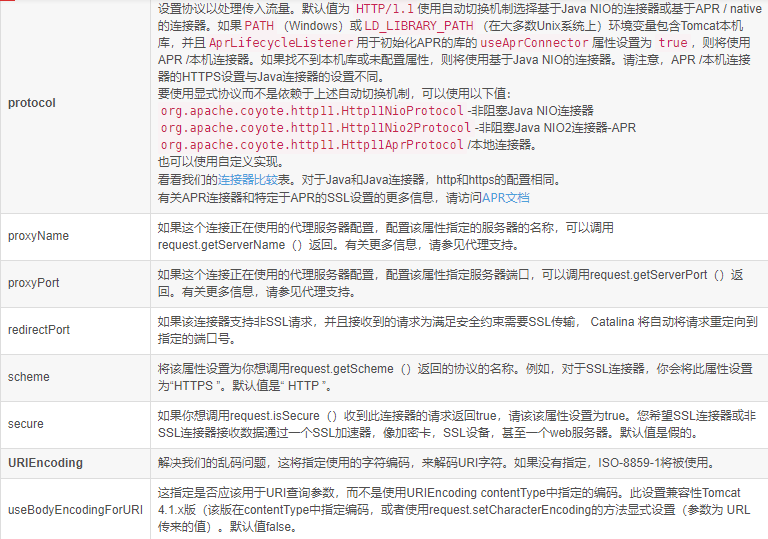 设置协议以处理传入流量。默认值为 HTTP/1.1 使用自动切换机制选择基于Java NIO的连接器或基于APR / native
的连接器。如果 PATH （Windows）或 LD_LIBRARY_PATH （在大多数Unix系统上）环境变量包含Tomcat本机
库，并且 AprLifecycleListener 用于初始化APR的库的 useAprConnector 属性设置为 true ，则将使用
APR /本机连接器。如果找不到本机库或未配置属性，则将使用基于Java NIO的连接器。请注意，APR /本机连接
器的HTTPS设置与Java连接器的设置不同。
protocol
要使用显式协议而不是依赖于上述自动切换机制，可以使用以下值：
org.apache.coyote.http11.Http11NioProtocol -非阻塞Java NIO连接器
org.apache.coyote.http11.Http11Nio2Protocol -非阻塞Java NIO2连接器-APR
org.apache.coyote.http11.Http11AprProtocol /本地连接器。
也可以使用自定义实现。
看看我们的连接器比较表。对于Java和Java连接器，http和https的配置相同。
有关APR连接器和特定于APR的SSL设置的更多信息，请访问APR文档
proxyName
如果这个连接正在使用的代理服务器配置，配置该属性指定的服务器的名称，可以调用
request.getServerName（）返回。有关更多信息，请参见代理支持。
proxyPort
如果这个连接正在使用的代理服务器配置，配置该属性指定服务器端口，可以调用request.getServerPort（）返
回。有关更多信息，请参见代理支持。
redirectPort
如果该连接器支持非SSL请求，并且接收到的请求为满足安全约束需要SSL传输， Catalina 将自动将请求重定向到
指定的端口号。
scheme
将该属性设置为你想调用request.getScheme（）返回的协议的名称。例如，对于SSL连接器，你会将此属性设置
为“HTTPS ”。默认值是“ HTTP ”。
secure
如果你想调用request.isSecure（）收到此连接器的请求返回true，请该该属性设置为true。您希望SSL连接器或非
SSL连接器接收数据通过一个SSL加速器，像加密卡，SSL设备，甚至一个web服务器。默认值是假的。
URIEncoding
解决我们的乱码问题，这将指定使用的字符编码，来解码URI字符。如果没有指定，ISO-8859-1将被使用。
useBodyEncodingForURI
这指定是否应该用于URI查询参数，而不是使用URIEncoding contentType中指定的编码。此设置兼容性Tomcat
4.1.x版（该版在contentType中指定编码，或者使用request.setCharacterEncoding的方法显式设置（参数为 URL
传来的值）。默认值false。